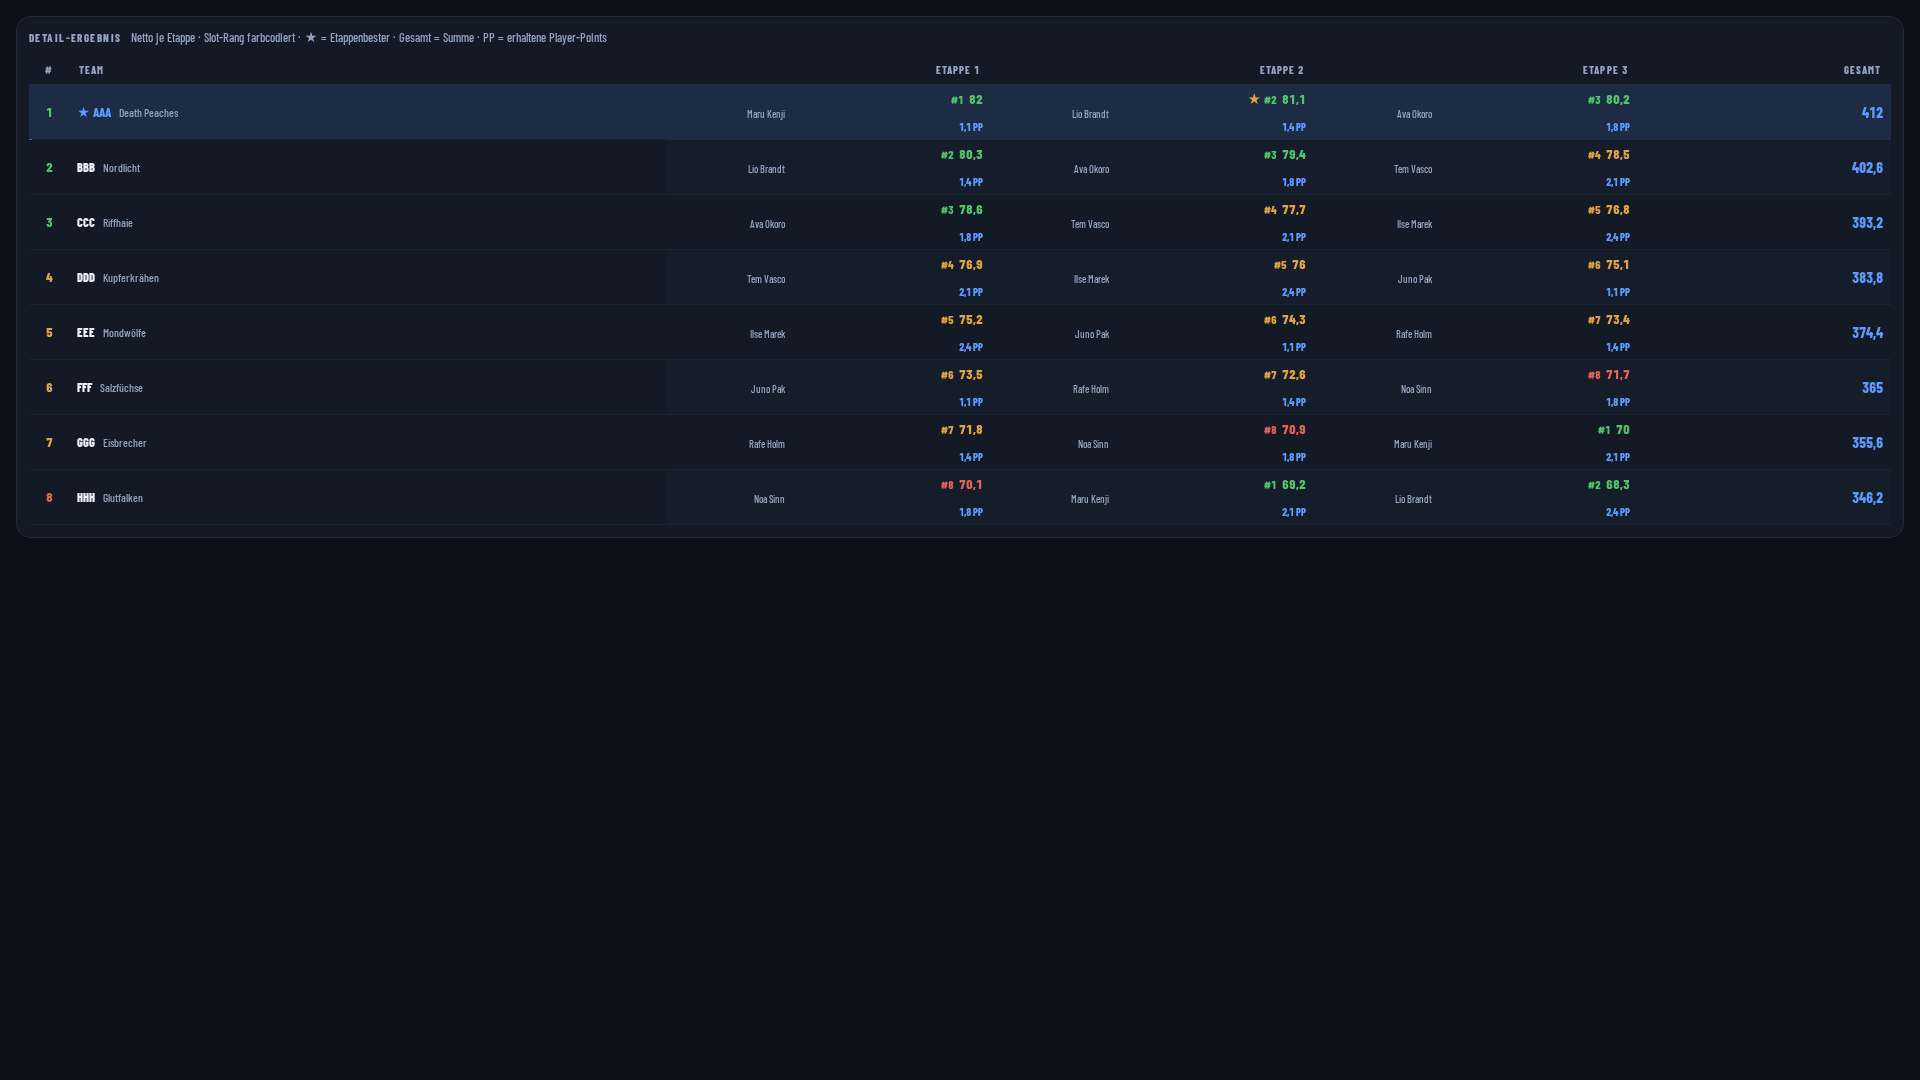 DETAIL-ERGEBNIS Netto je Etappe · Slot-Rang farbcodiert · ★ = Etappenbester · Gesamt = Summe · PP = erhaltene Player-Points
# TEAM ETAPPE 1 ETAPPE 2 ETAPPE 3 GESAMT
1 ★ AAA Death Peaches Maru Kenji #1 82 1,1 PP Lio Brandt ★ #2 81,1 1,4 PP Ava Okoro #3 80,2 1,8 PP 412
2 BBB Nordlicht Lio Brandt #2 80,3 1,4 PP Ava Okoro #3 79,4 1,8 PP Tem Vasco #4 78,5 2,1 PP 402,6
3 CCC Riffhaie Ava Okoro #3 78,6 1,8 PP Tem Vasco #4 77,7 2,1 PP Ilse Marek #5 76,8 2,4 PP 393,2
4 DDD Kupferkrähen Tem Vasco #4 76,9 2,1 PP Ilse Marek #5 76 2,4 PP Juno Pak #6 75,1 1,1 PP 383,8
5 EEE Mondwölfe Ilse Marek #5 75,2 2,4 PP Juno Pak #6 74,3 1,1 PP Rafe Holm #7 73,4 1,4 PP 374,4
6 FFF Salzfüchse Juno Pak #6 73,5 1,1 PP Rafe Holm #7 72,6 1,4 PP Noa Sinn #8 71,7 1,8 PP 365
7 GGG Eisbrecher Rafe Holm #7 71,8 1,4 PP Noa Sinn #8 70,9 1,8 PP Maru Kenji #1 70 2,1 PP 355,6
8 HHH Glutfalken Noa Sinn #8 70,1 1,8 PP Maru Kenji #1 69,2 2,1 PP Lio Brandt #2 68,3 2,4 PP 346,2